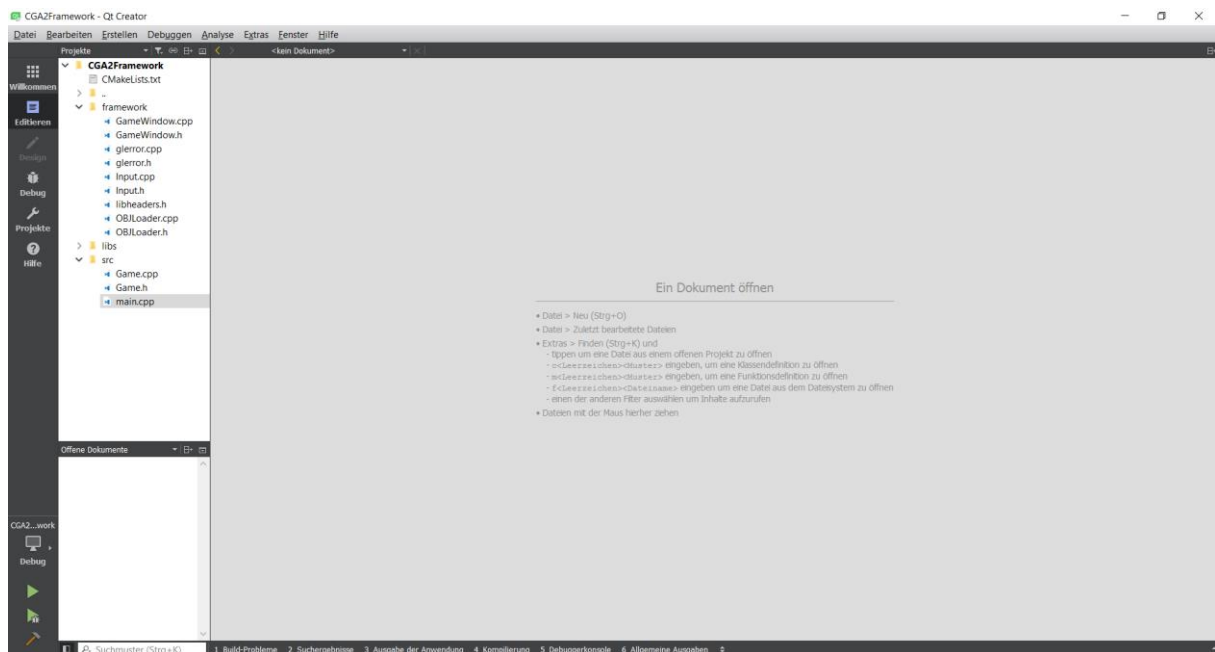 CGA2Framework - Qt Creator
Datei Bearbeiten Erstellen Debuggen Analyse Extras Fenster Hilfe
Projekte <kein Dokument>
Willkommen
Editieren
Design
Debug
Projekte
Hilfe
CGA2Framework
CMakeLists.txt
..
framework
GameWindow.cpp
GameWindow.h
glerror.cpp
glerror.h
Input.cpp
Input.h
libheaders.h
OBJLoader.cpp
OBJLoader.h
libs
src
Game.cpp
Game.h
main.cpp
Ein Dokument öffnen
• Datei > Neu (Strg+O)
• Datei > Zuletzt bearbeitete Dateien
• Extras > Finden (Strg+K) und
- tippen um eine Datei aus einem offenen Projekt zu öffnen
- c<Leerzeichen><Muster> eingeben, um eine Klassendefinition zu öffnen
- m<Leerzeichen><Muster> eingeben, um eine Funktionsdefinition zu öffnen
- f<Leerzeichen><Dateiname> eingeben um eine Datei aus dem Dateisystem zu öffnen
- einen der anderen Filter auswählen um Inhalte aufzurufen
• Dateien mit der Maus hierher ziehen
Offene Dokumente
CGA2...work
Debug
Suchmuster (Strg+K) 1 Build-Probleme 2 Suchergebnisse 3 Ausgabe der Anwendung 4 Kompilierung 5 Debuggerkonsole 6 Allgemeine Ausgaben